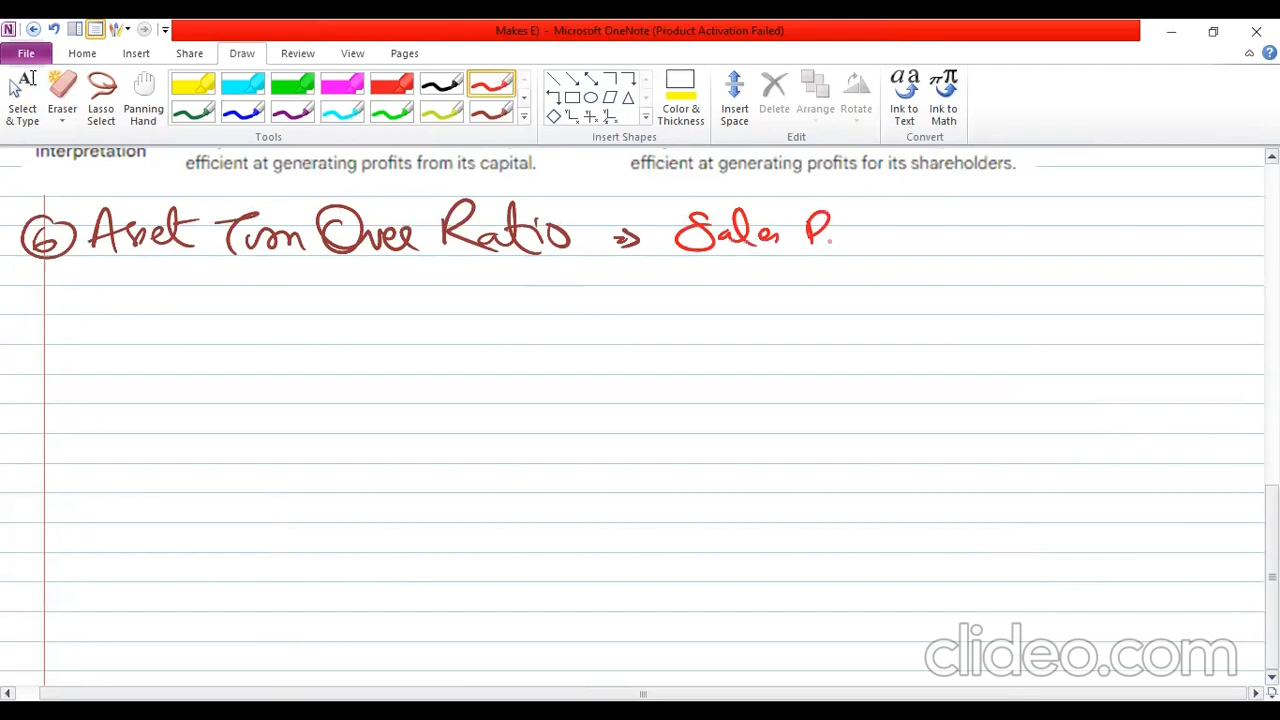 Makes E) - Microsoft OneNote (Product Activation Failed)
File Home Insert Share Draw Review View Pages
Select & Type
Eraser
Lasso Select
Panning Hand
Color & Thickness
Insert Space
Delete
Arrange
Rotate
Ink to Text
Ink to Math
Tools
Insert Shapes
Edit
Convert
interpretation
efficient at generating profits from its capital.
efficient at generating profits for its shareholders.
⑥ Asset Turn Over Ratio ⇒ Sales P
clideo.com